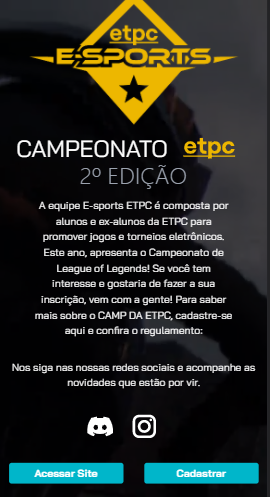 etpc
E-SPORTS
CAMPEONATO etpc
2º EDIÇÃO
A equipe E-sports ETPC é composta por
alunos e ex-alunos da ETPC para
promover jogos e torneios eletrônicos.
Este ano, apresenta o Campeonato de
League of Legends! Se você tem
interesse e gostaria de fazer a sua
inscrição, vem com a gente! Para saber
mais sobre o CAMP DA ETPC, cadastre-se
aqui e confira o regulamento:
Nos siga nas nossas redes sociais e acompanhe as
novidades que estão por vir.
Acessar Site
Cadastrar